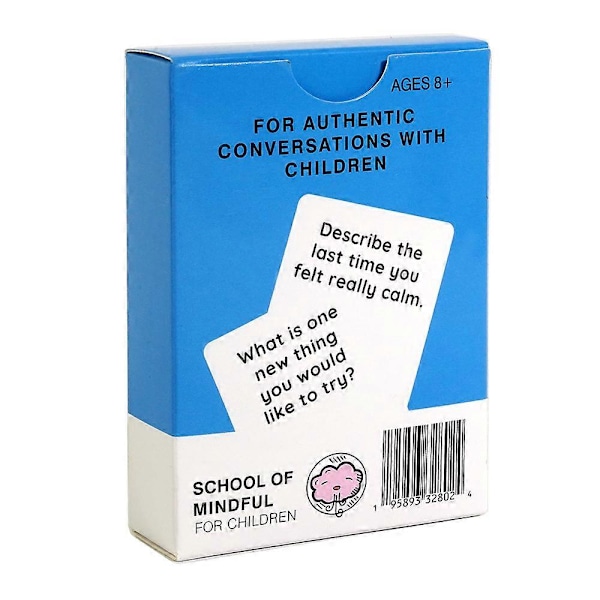 AGES 8+
FOR AUTHENTIC
CONVERSATIONS WITH
CHILDREN
Describe the
last time you
felt really calm.
What is one
new thing
you would
like to try?
SCHOOL OF
MINDFUL
FOR CHILDREN
1 95893 32802 4